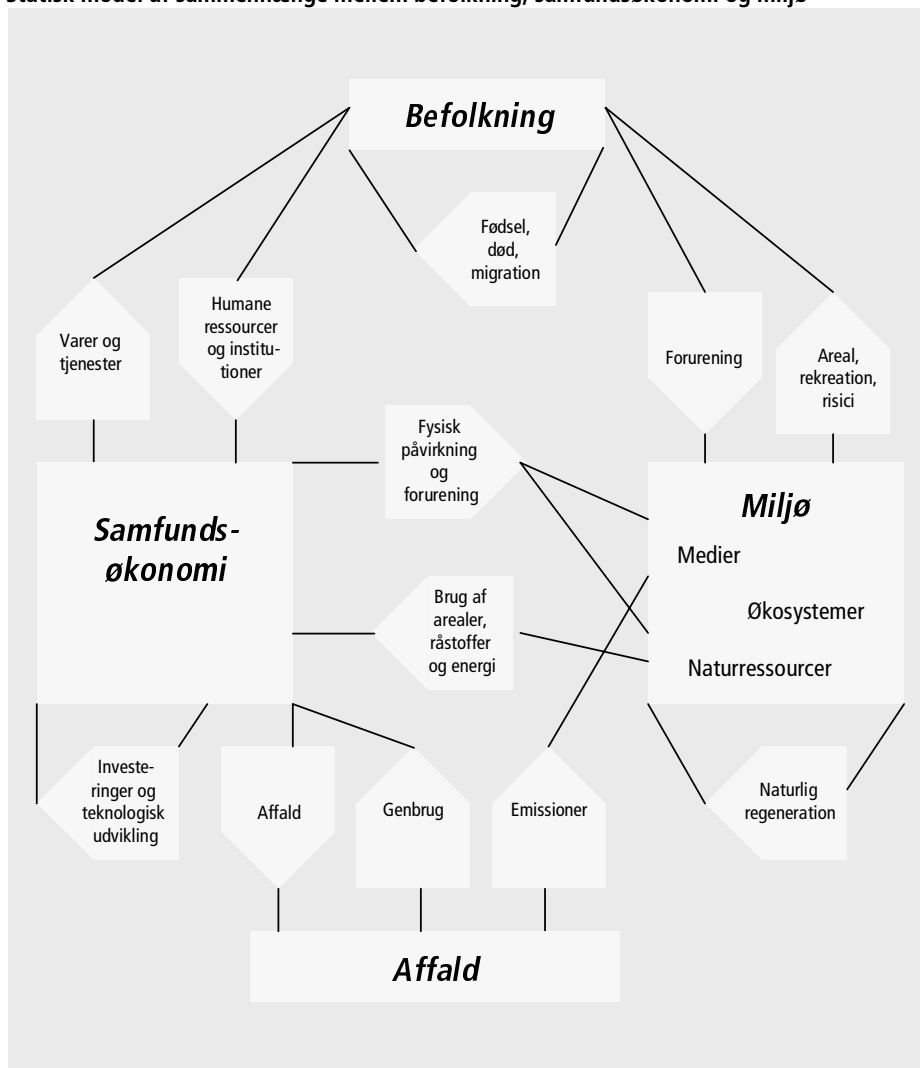 Statisk model af sammenhænge mellem befolkning, samfundsøkonomi og miljø
Befolkning
Fødsel,
død,
migration
Varer og
tjenester
Humane
ressourcer
og institu-
tioner
Forurening
Areal,
rekreation,
risici
Fysisk
påvirkning
og
forurening
Samfunds-
økonomi
Miljø
Medier
Økosystemer
Naturressourcer
Brug af
arealer,
råstoffer
og energi
Investe-
ringer og
teknologisk
udvikling
Affald
Genbrug
Emissioner
Naturlig
regeneration
Affald